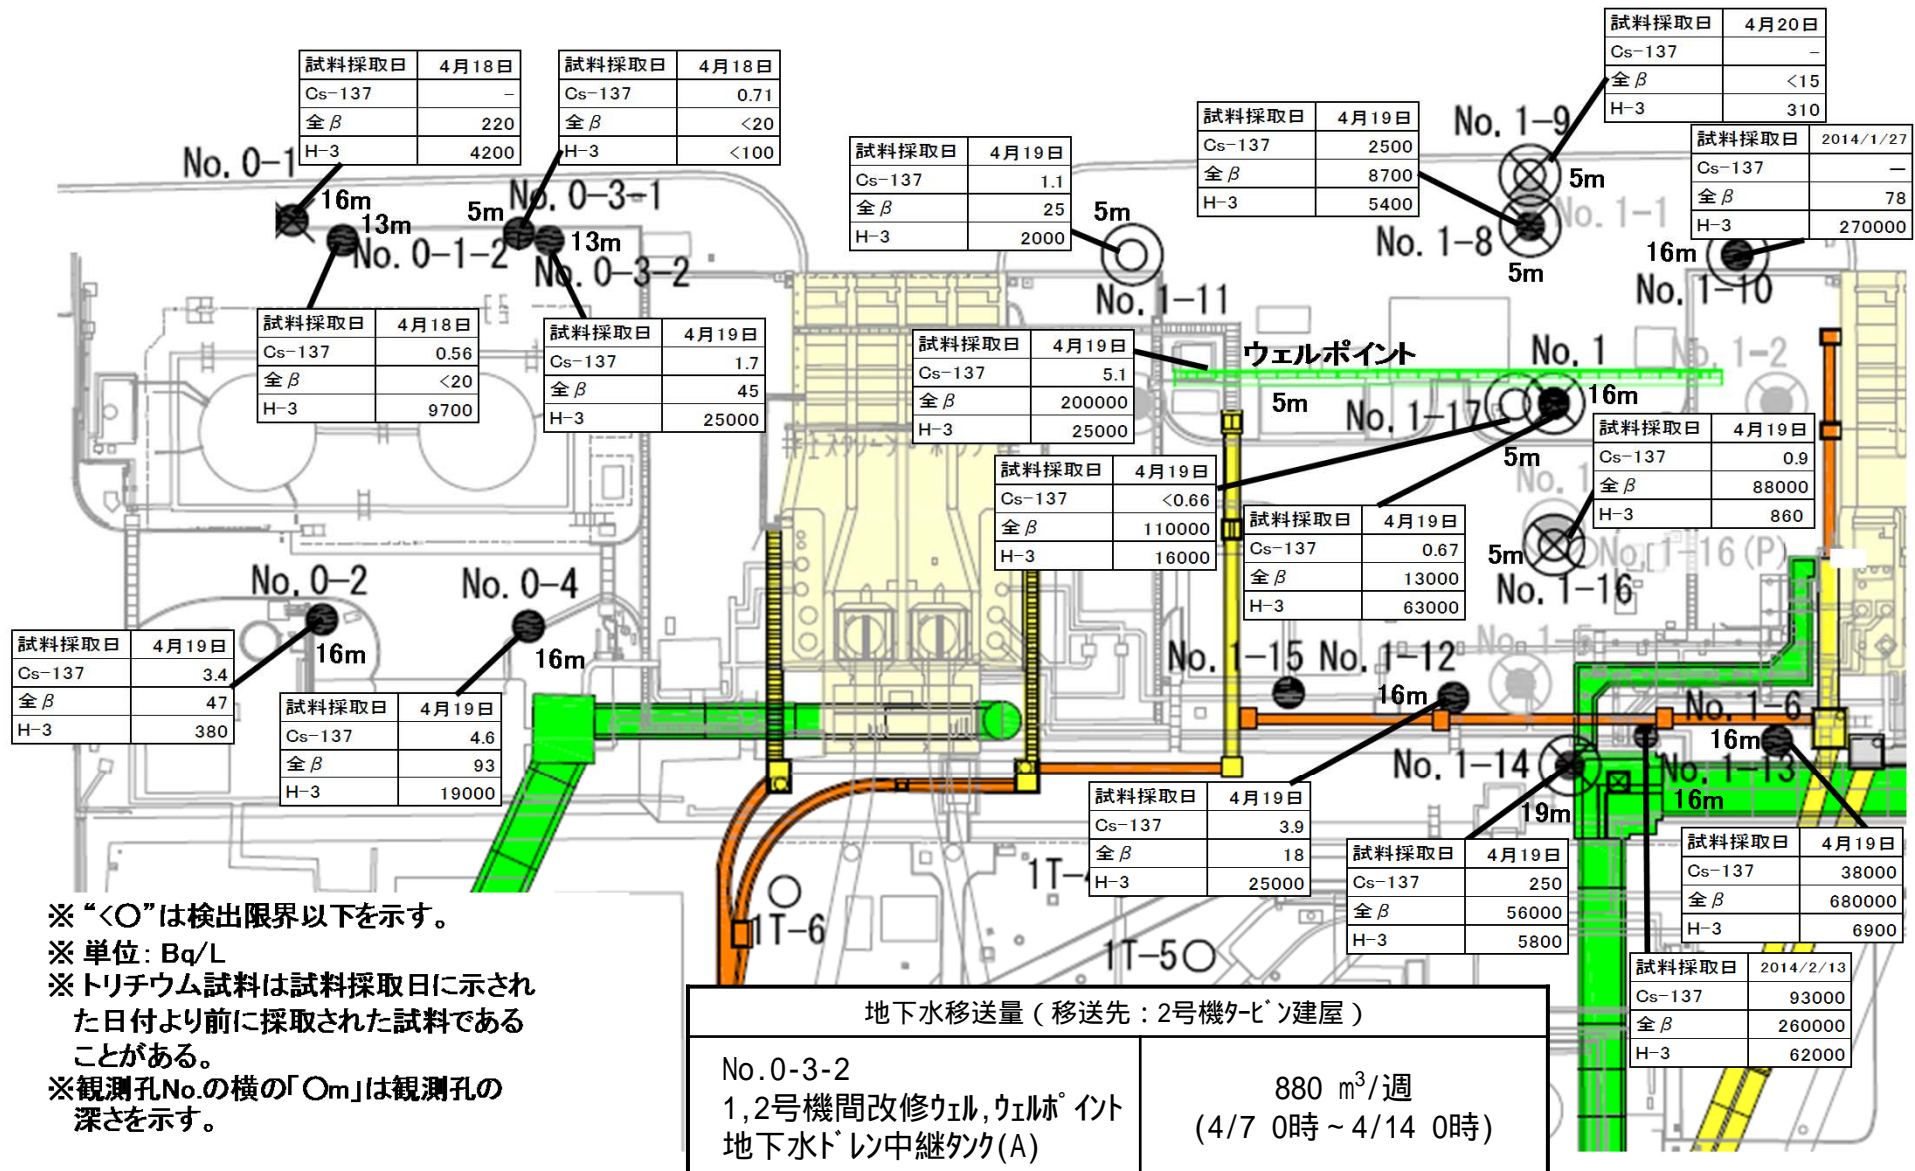 試料採取日 4月18日
Cs-137 -
全β 220
H-3 4200
試料採取日 4月18日
Cs-137 0.71
全β <20
H-3 <100
試料採取日 4月19日
Cs-137 1.1
全β 25
H-3 2000
試料採取日 4月19日
Cs-137 2500
全β 8700
H-3 5400
試料採取日 4月20日
Cs-137 -
全β <15
H-3 310
試料採取日 2014/1/27
Cs-137 —
全β 78
H-3 270000
No. 0-1
16m
13m
No. 0-1-2
5m
No. 0-3-1
13m
No. 0-3-2
5m
No. 1-11
No. 1-9
5m
No. 1-1
No. 1-8
5m
16m
No. 1-10
試料採取日 4月18日
Cs-137 0.56
全β <20
H-3 9700
試料採取日 4月19日
Cs-137 1.7
全β 45
H-3 25000
試料採取日 4月19日
Cs-137 5.1
全β 200000
H-3 25000
ウェルポイント
5m
No. 1
16m
1-2
No. 1-17
5m
試料採取日 4月19日
Cs-137 <0.66
全β 110000
H-3 16000
試料採取日 4月19日
Cs-137 0.67
全β 13000
H-3 63000
試料採取日 4月19日
Cs-137 0.9
全β 88000
H-3 860
5m
No. 1-16(P)
No. 1-16
No. 0-2
16m
No. 0-4
16m
No. 1-15
No. 1-12
16m
No. 1-5
No. 1-6
16m
No. 1-14
19m
No. 1-13
16m
試料採取日 4月19日
Cs-137 3.4
全β 47
H-3 380
試料採取日 4月19日
Cs-137 4.6
全β 93
H-3 19000
試料採取日 4月19日
Cs-137 3.9
全β 18
H-3 25000
試料採取日 4月19日
Cs-137 250
全β 56000
H-3 5800
試料採取日 4月19日
Cs-137 38000
全β 680000
H-3 6900
試料採取日 2014/2/13
Cs-137 93000
全β 260000
H-3 62000
1T-6
1T-5
※ “<○”は検出限界以下を示す。
※ 単位: Bq/L
※ トリチウム試料は試料採取日に示され
た日付より前に採取された試料である
ことがある。
※観測孔No.の横の「○m」は観測孔の
深さを示す。
地下水移送量(移送先:2号機タービン建屋)
No.0-3-2
1,2号機間改修ウェル,ウェルポイント
地下水ドレン中継タンク(A)
880 m³/週
(4/7 0時~4/14 0時)